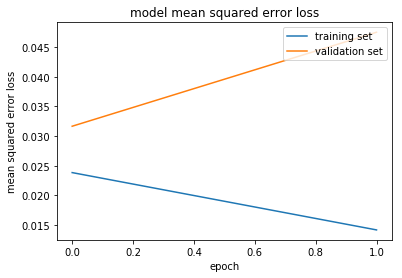 model mean squared error loss
training set
validation set
mean squared error loss
0.045
0.040
0.035
0.030
0.025
0.020
0.015
0.0
0.2
0.4
0.6
0.8
1.0
epoch